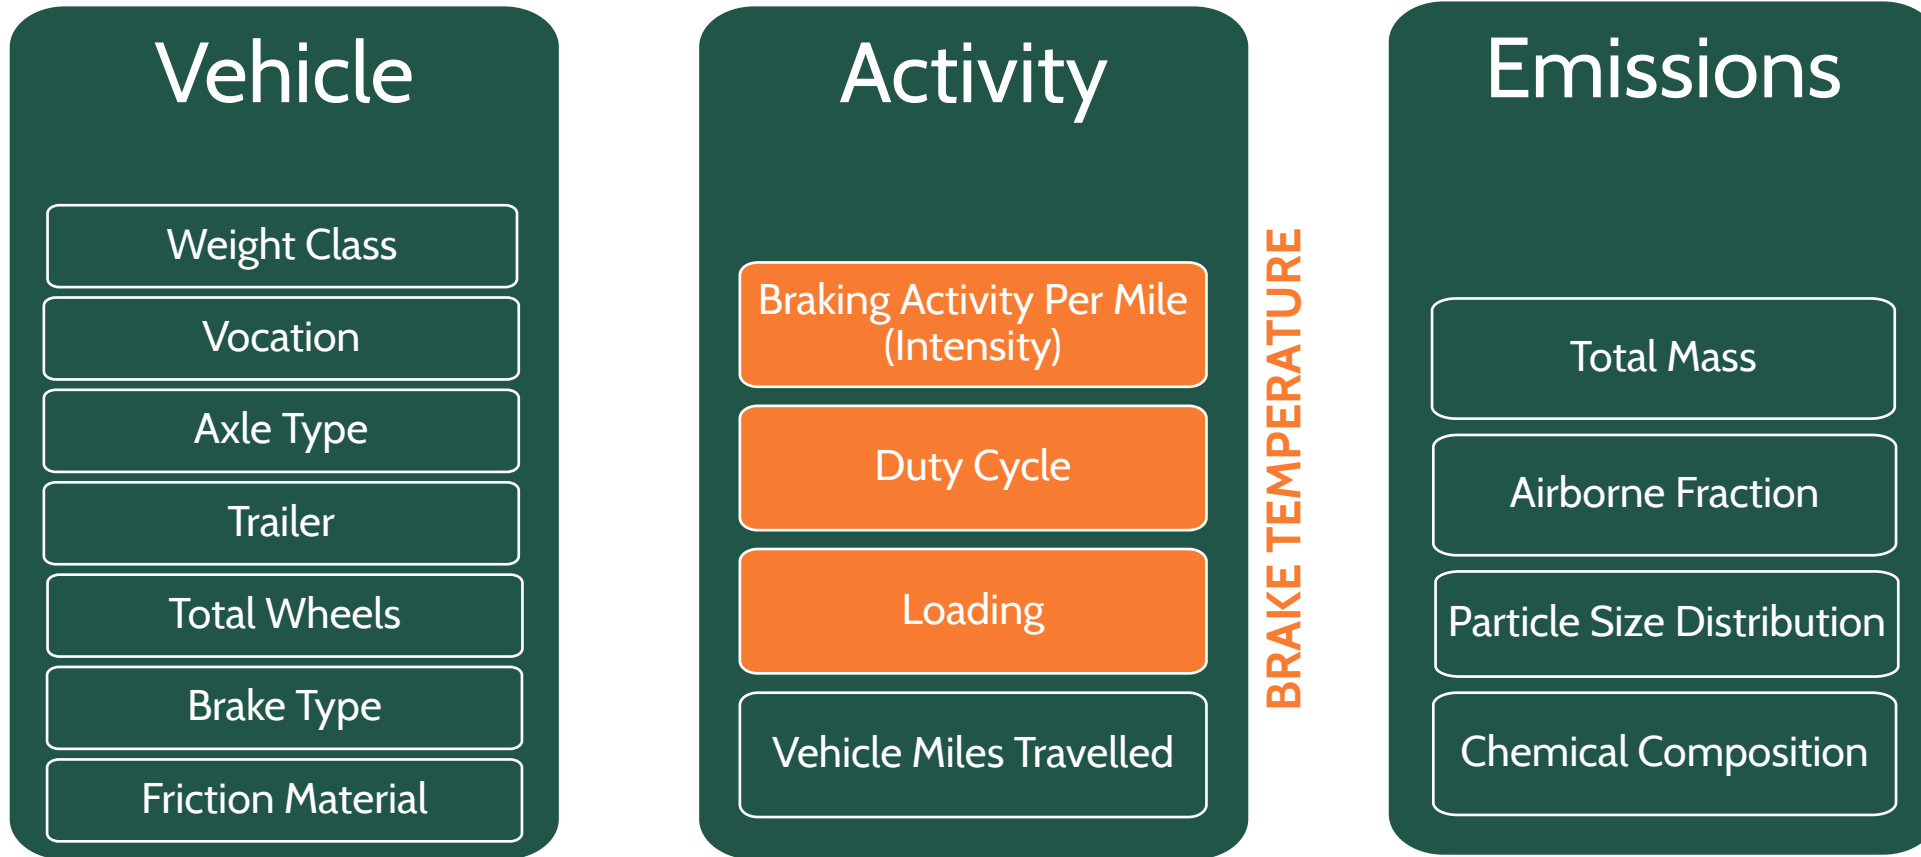 Vehicle
Weight Class
Vocation
Axle Type
Trailer
Total Wheels
Brake Type
Friction Material
Activity
Braking Activity Per Mile
(Intensity)
Duty Cycle
Loading
Vehicle Miles Travelled
BRAKE TEMPERATURE
Emissions
Total Mass
Airborne Fraction
Particle Size Distribution
Chemical Composition